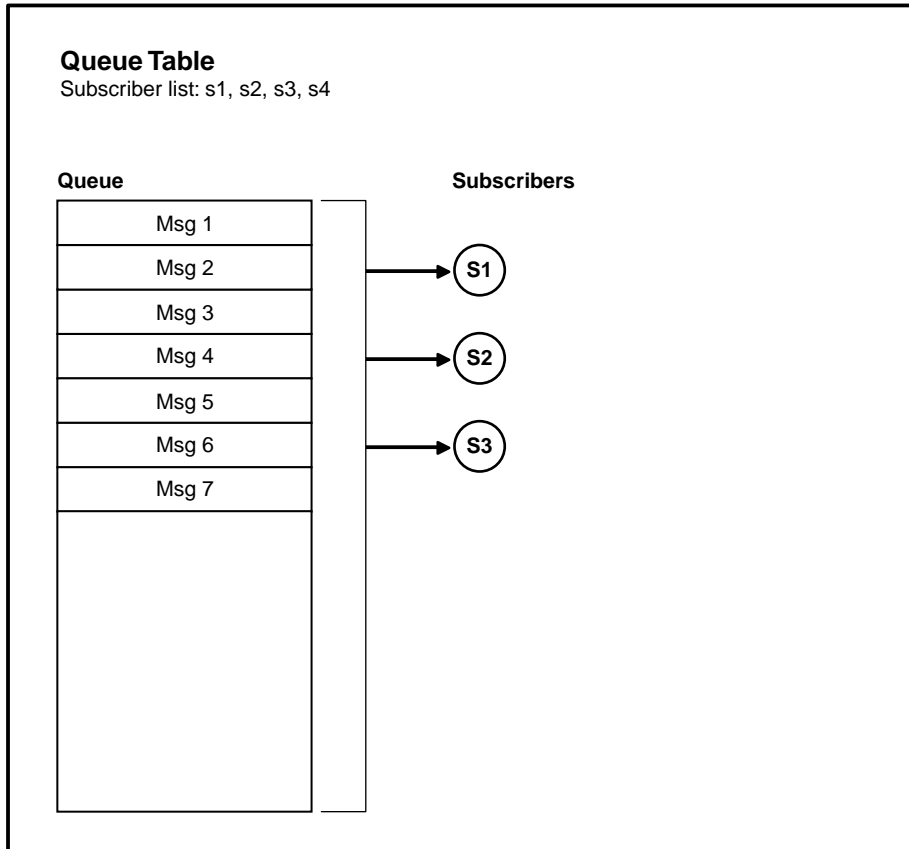 Queue Table
Subscriber list: s1, s2, s3, s4
Queue
Subscribers
Msg 1
Msg 2
S1
Msg 3
Msg 4
S2
Msg 5
Msg 6
S3
Msg 7